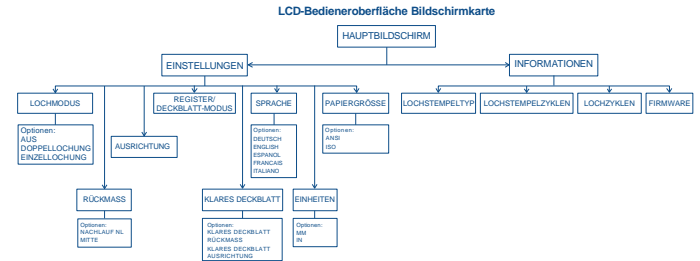 LCD-Bedieneroberfläche Bildschirmkarte
HAUPTBILDSCHIRM
EINSTELLUNGEN
INFORMATIONEN
LOCHMODUS
Optionen:
AUS
DOPPELLOCHUNG
EINZELLOCHUNG
AUSRICHTUNG
REGISTER/
DECKBLATT-MODUS
SPRACHE
Optionen:
DEUTSCH
ENGLISH
ESPANOL
FRANCAIS
ITALIANO
PAPIERGRÖSSE
Optionen:
ANSI
ISO
LOCHSTEMPELTYP
LOCHSTEMPELZYKLEN
LOCHZYKLEN
FIRMWARE
RÜCKMASS
Optionen:
NACHLAUF NL
MITTE
KLARES DECKBLATT
Optionen:
KLARES DECKBLATT
RÜCKMASS
KLARES DECKBLATT
AUSRICHTUNG
EINHEITEN
Optionen:
MM
IN